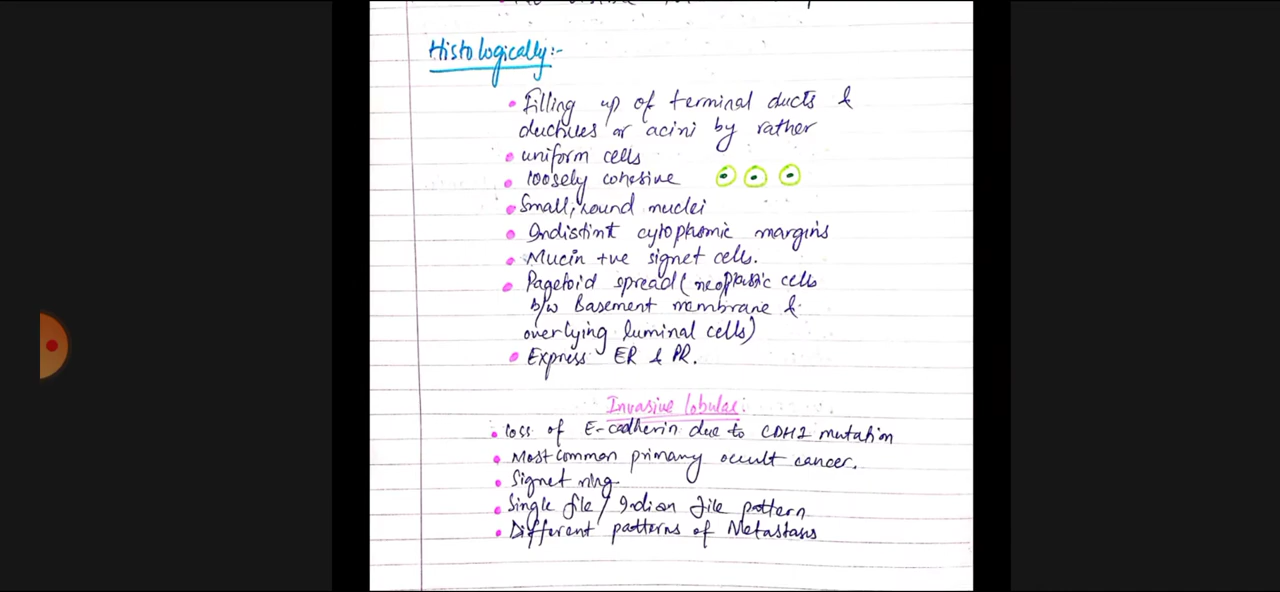 Histologically:-
• Filling up of terminal ducts &
ductules or acini by rather
• uniform cells
• loosely cohesive
• Small, round nuclei
• Indistint cytoplasmic margins
• Mucin +ve signet cells.
• Pagetoid spread (neoplastic cells
b/w Basement membrane &
overlying luminal cells)
• Express ER & PR.
Invasive lobular:
• Loss of E-cadherin due to CDH1 mutation
• Most common primary occult cancer.
• Signet ring
• Single file / Indian file pattern
• Different patterns of Metastasis